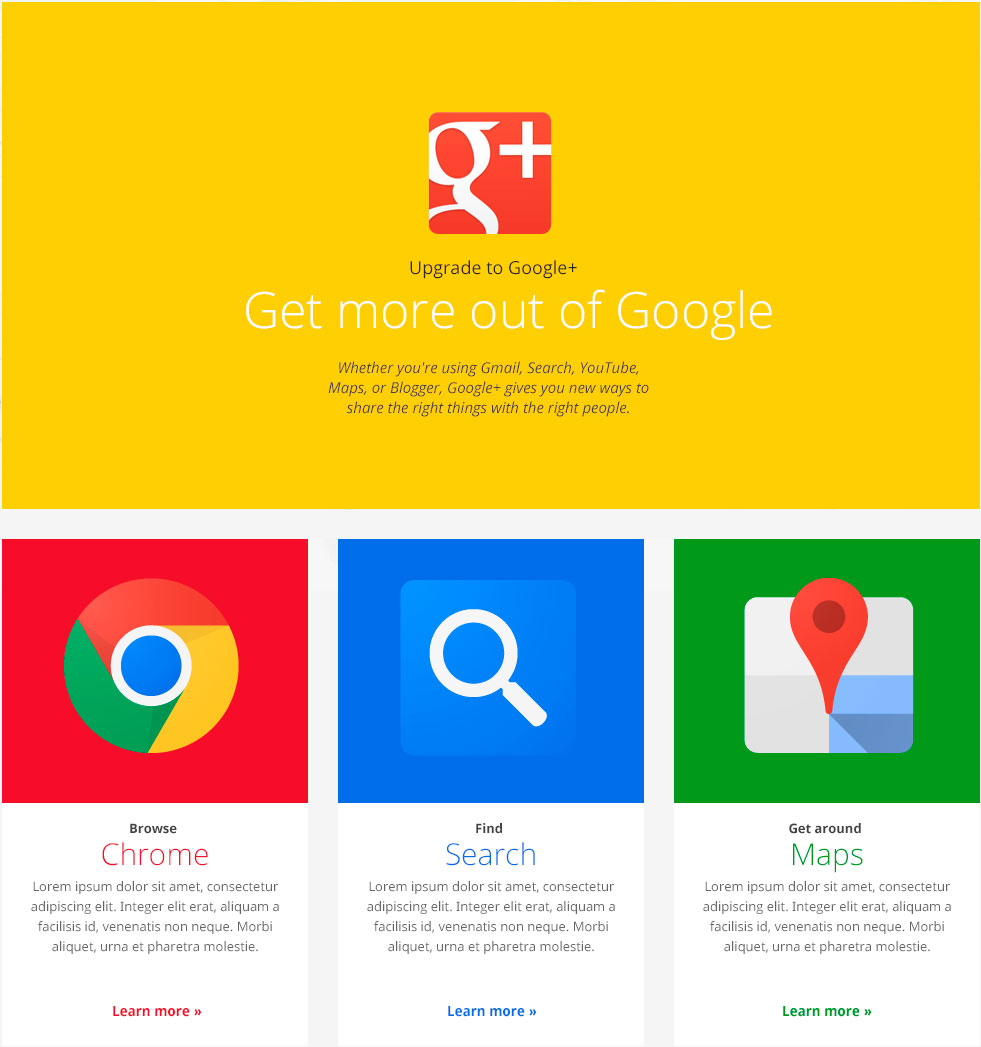 g+
Upgrade to Google+
Get more out of Google
Whether you're using Gmail, Search, YouTube,
Maps, or Blogger, Google+ gives you new ways to
share the right things with the right people.
Browse
Chrome
Lorem ipsum dolor sit amet, consectetur
adipiscing elit. Integer elit erat, aliquam a
facilisis id, venenatis non neque. Morbi
aliquet, urna et pharetra molestie.
Learn more »
Find
Search
Lorem ipsum dolor sit amet, consectetur
adipiscing elit. Integer elit erat, aliquam a
facilisis id, venenatis non neque. Morbi
aliquet, urna et pharetra molestie.
Learn more »
Get around
Maps
Lorem ipsum dolor sit amet, consectetur
adipiscing elit. Integer elit erat, aliquam a
facilisis id, venenatis non neque. Morbi
aliquet, urna et pharetra molestie.
Learn more »